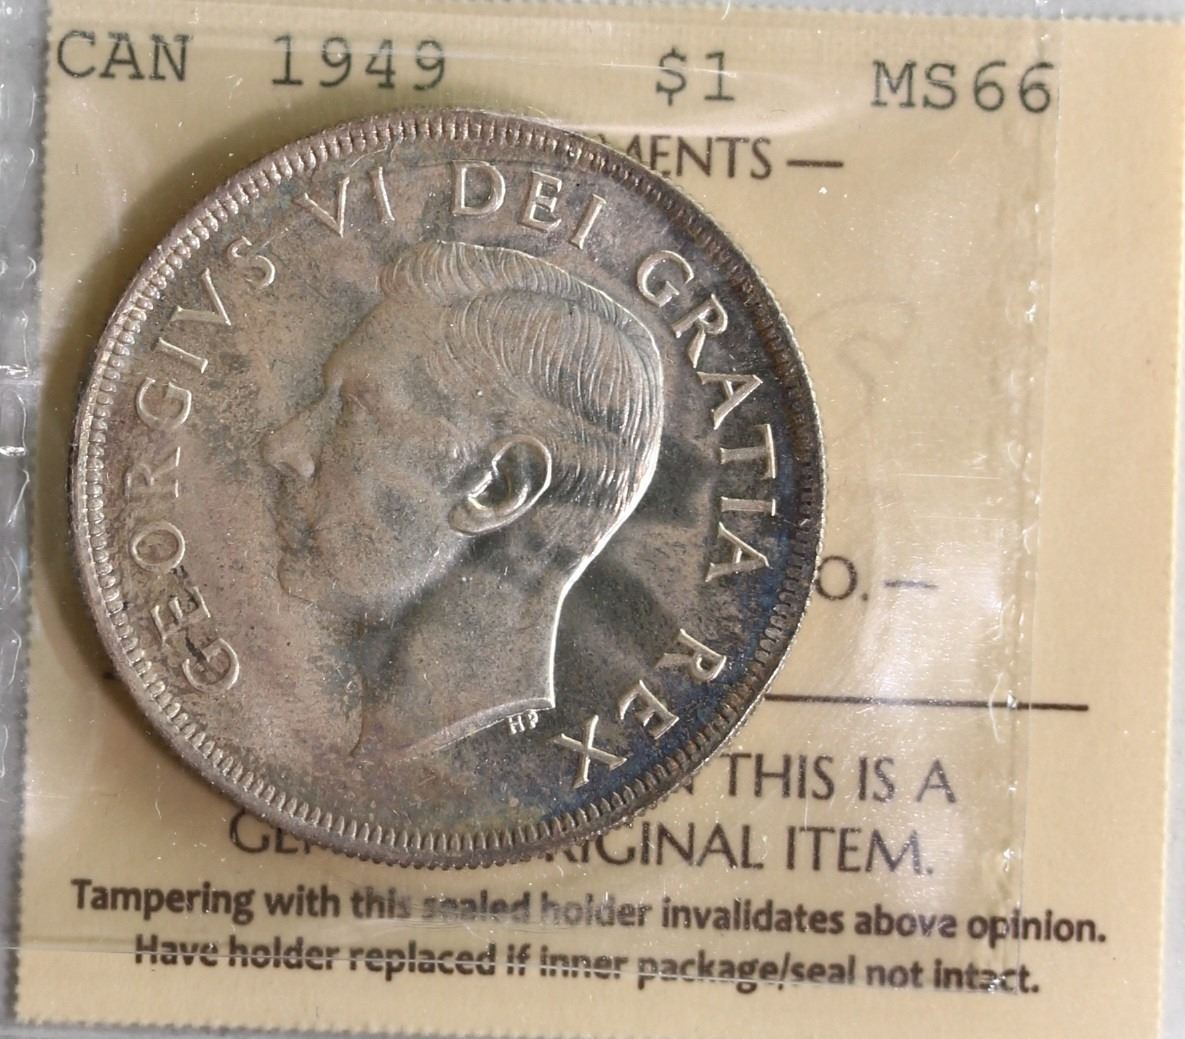 CAN 1949 $1 MS66
GEORGIVS VI DEI GRATIA REX
HP
THIS IS A
ITEM.
Tampering with this sealed holder invalidates above opinion.
Have holder replaced if inner package/seal not intact.